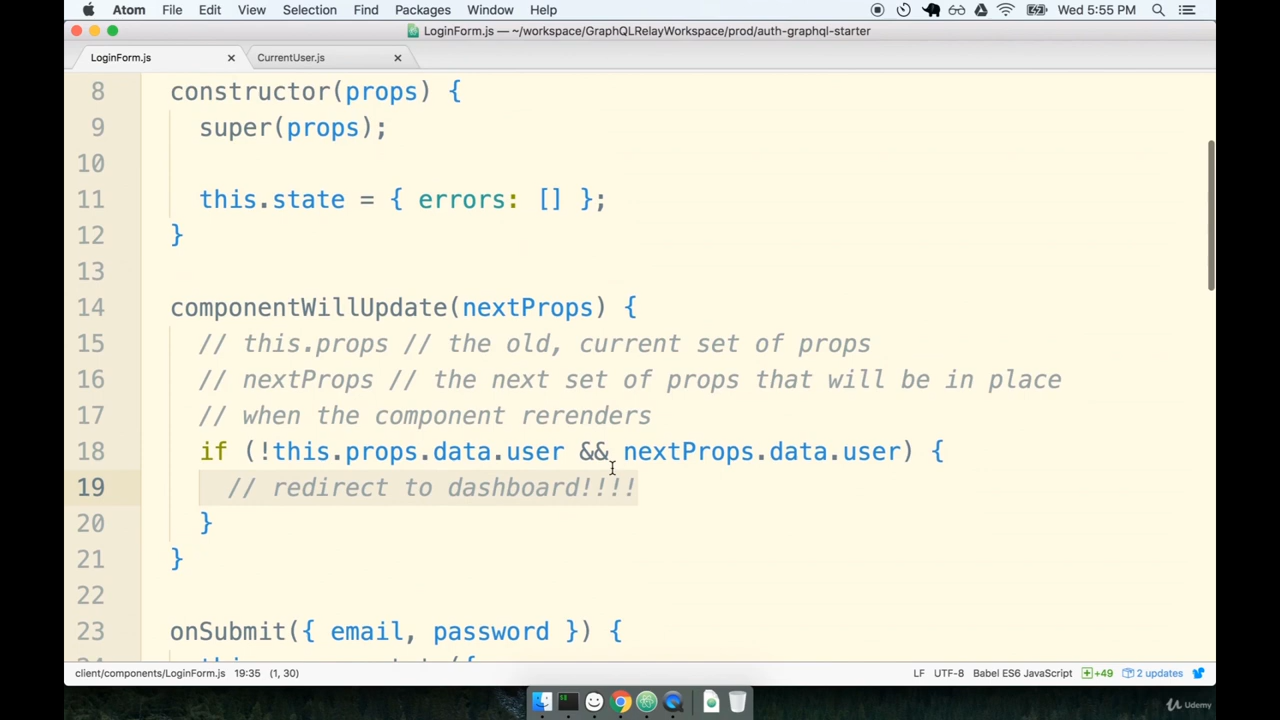 Atom File Edit View Selection Find Packages Window Help Wed 5:55 PM
LoginForm.js — ~/workspace/GraphQLRelayWorkspace/prod/auth-graphql-starter
LoginForm.js CurrentUser.js
8 constructor(props) {
9 super(props);
10
11 this.state = { errors: [] };
12 }
13
14 componentWillUpdate(nextProps) {
15 // this.props // the old, current set of props
16 // nextProps // the next set of props that will be in place
17 // when the component rerenders
18 if (!this.props.data.user && nextProps.data.user) {
19 // redirect to dashboard!!!!
20 }
21 }
22
23 onSubmit({ email, password }) {
client/components/LoginForm.js 19:35 (1, 30) LF UTF-8 Babel ES6 JavaScript +49 2 updates
Udemy